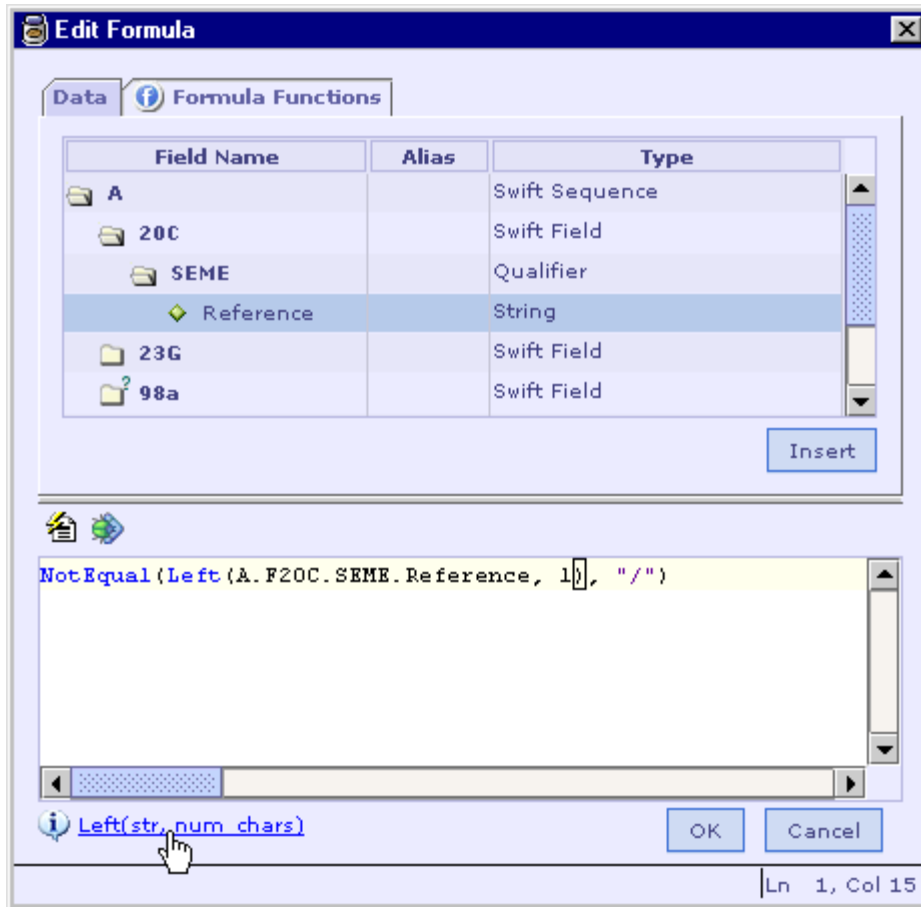 Edit Formula
Data Formula Functions
Field Name Alias Type
A Swift Sequence
20C Swift Field
SEME Qualifier
Reference String
23G Swift Field
98a Swift Field
Insert
NotEqual(Left(A.F20C.SEME.Reference, 1), "/")
Left(str, num_chars)
OK Cancel
Ln 1, Col 15